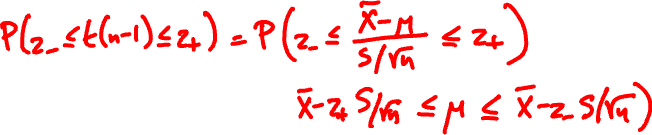 P(z₋ ≤ t(n-1) ≤ z₊) = P(z₋ ≤ (x̄-μ)/(S/√n) ≤ z₊)
x̄-z₊ S/√n ≤ μ ≤ x̄-z₋ S/√n)